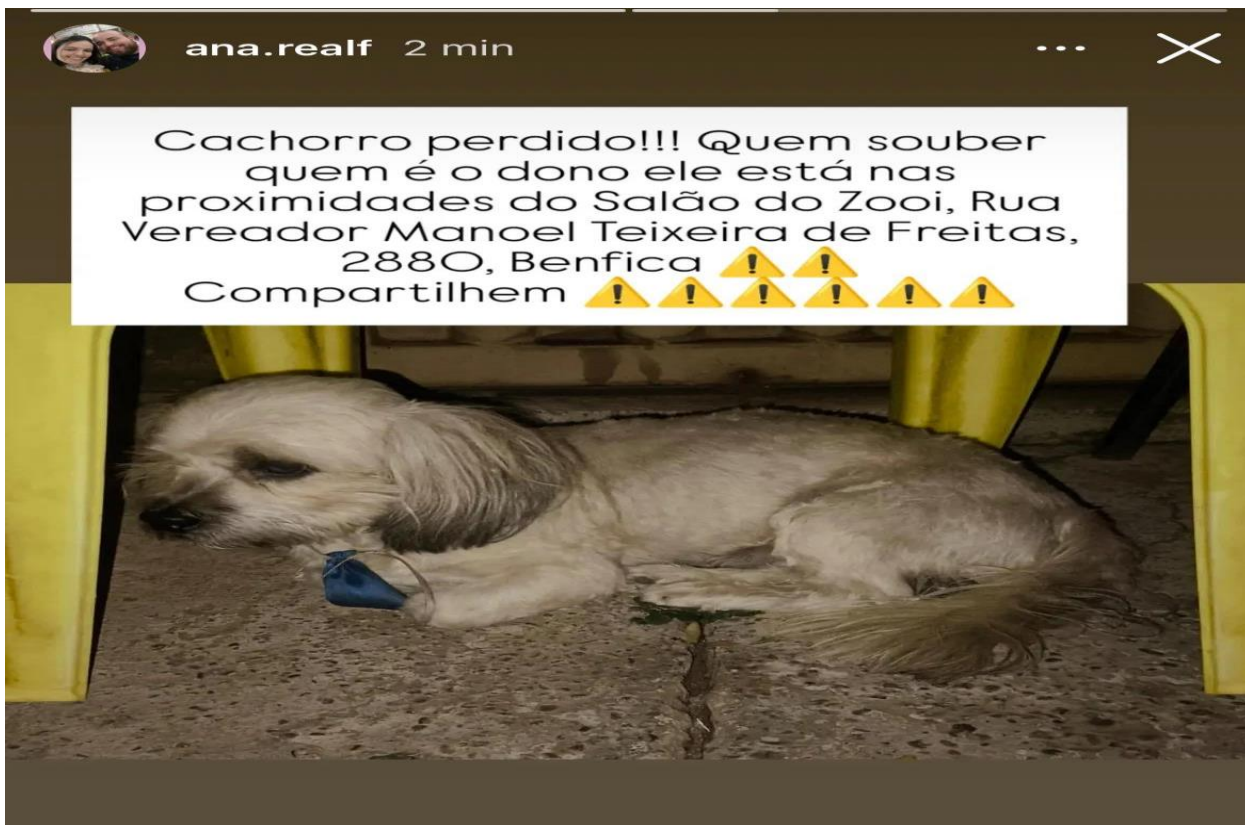 ana.realf 2 min
Cachorro perdido!!! Quem souber
quem é o dono ele está nas
proximidades do Salão do Zooi, Rua
Vereador Manoel Teixeira de Freitas,
2880, Benfica ⚠️⚠️
Compartilhem ⚠️⚠️⚠️⚠️⚠️⚠️